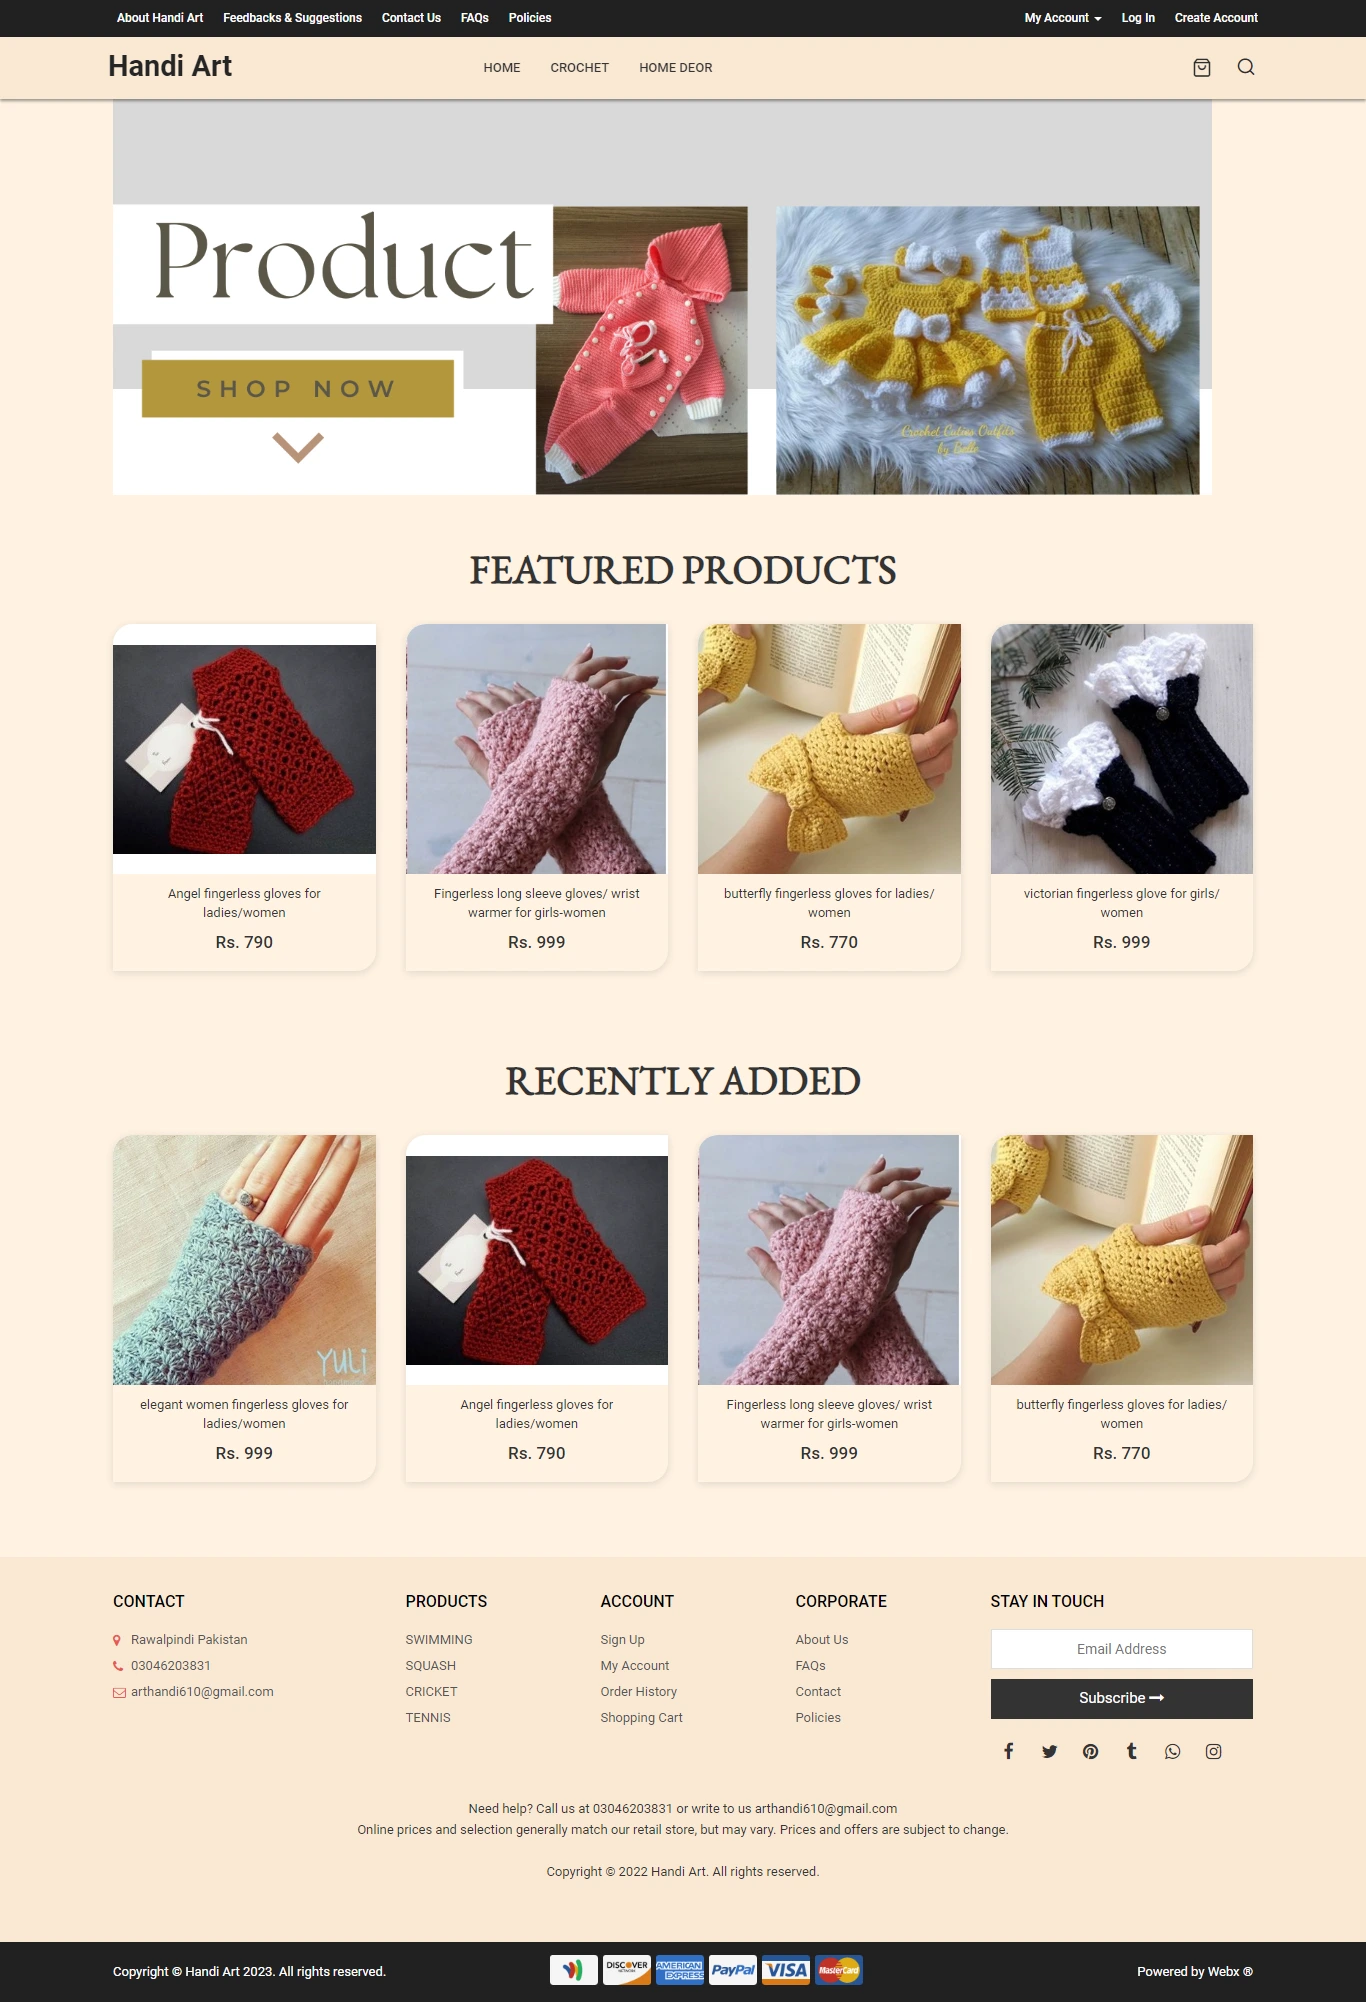 About Handi Art Feedbacks & Suggestions Contact Us FAQs Policies My Account Log In Create Account
Handi Art HOME CROCHET HOME DEOR
Product
SHOP NOW
Crochet Cuties Outfits
by Belle
FEATURED PRODUCTS
Angel fingerless gloves for
ladies/women
Rs. 790
Fingerless long sleeve gloves/ wrist
warmer for girls-women
Rs. 999
butterfly fingerless gloves for ladies/
women
Rs. 770
victorian fingerless glove for girls/
women
Rs. 999
RECENTLY ADDED
YULI
elegant women fingerless gloves for
ladies/women
Rs. 999
Angel fingerless gloves for
ladies/women
Rs. 790
Fingerless long sleeve gloves/ wrist
warmer for girls-women
Rs. 999
butterfly fingerless gloves for ladies/
women
Rs. 770
CONTACT
Rawalpindi Pakistan
03046203831
arthandi610@gmail.com
PRODUCTS
SWIMMING
SQUASH
CRICKET
TENNIS
ACCOUNT
Sign Up
My Account
Order History
Shopping Cart
CORPORATE
About Us
FAQs
Contact
Policies
STAY IN TOUCH
Email Address
Subscribe
Need help? Call us at 03046203831 or write to us arthandi610@gmail.com
Online prices and selection generally match our retail store, but may vary. Prices and offers are subject to change.
Copyright © 2022 Handi Art. All rights reserved.
Copyright © Handi Art 2023. All rights reserved.
DISCOVER
NETWORK
AMERICAN
EXPRESS
PayPal
VISA
MasterCard
Powered by Webx ®